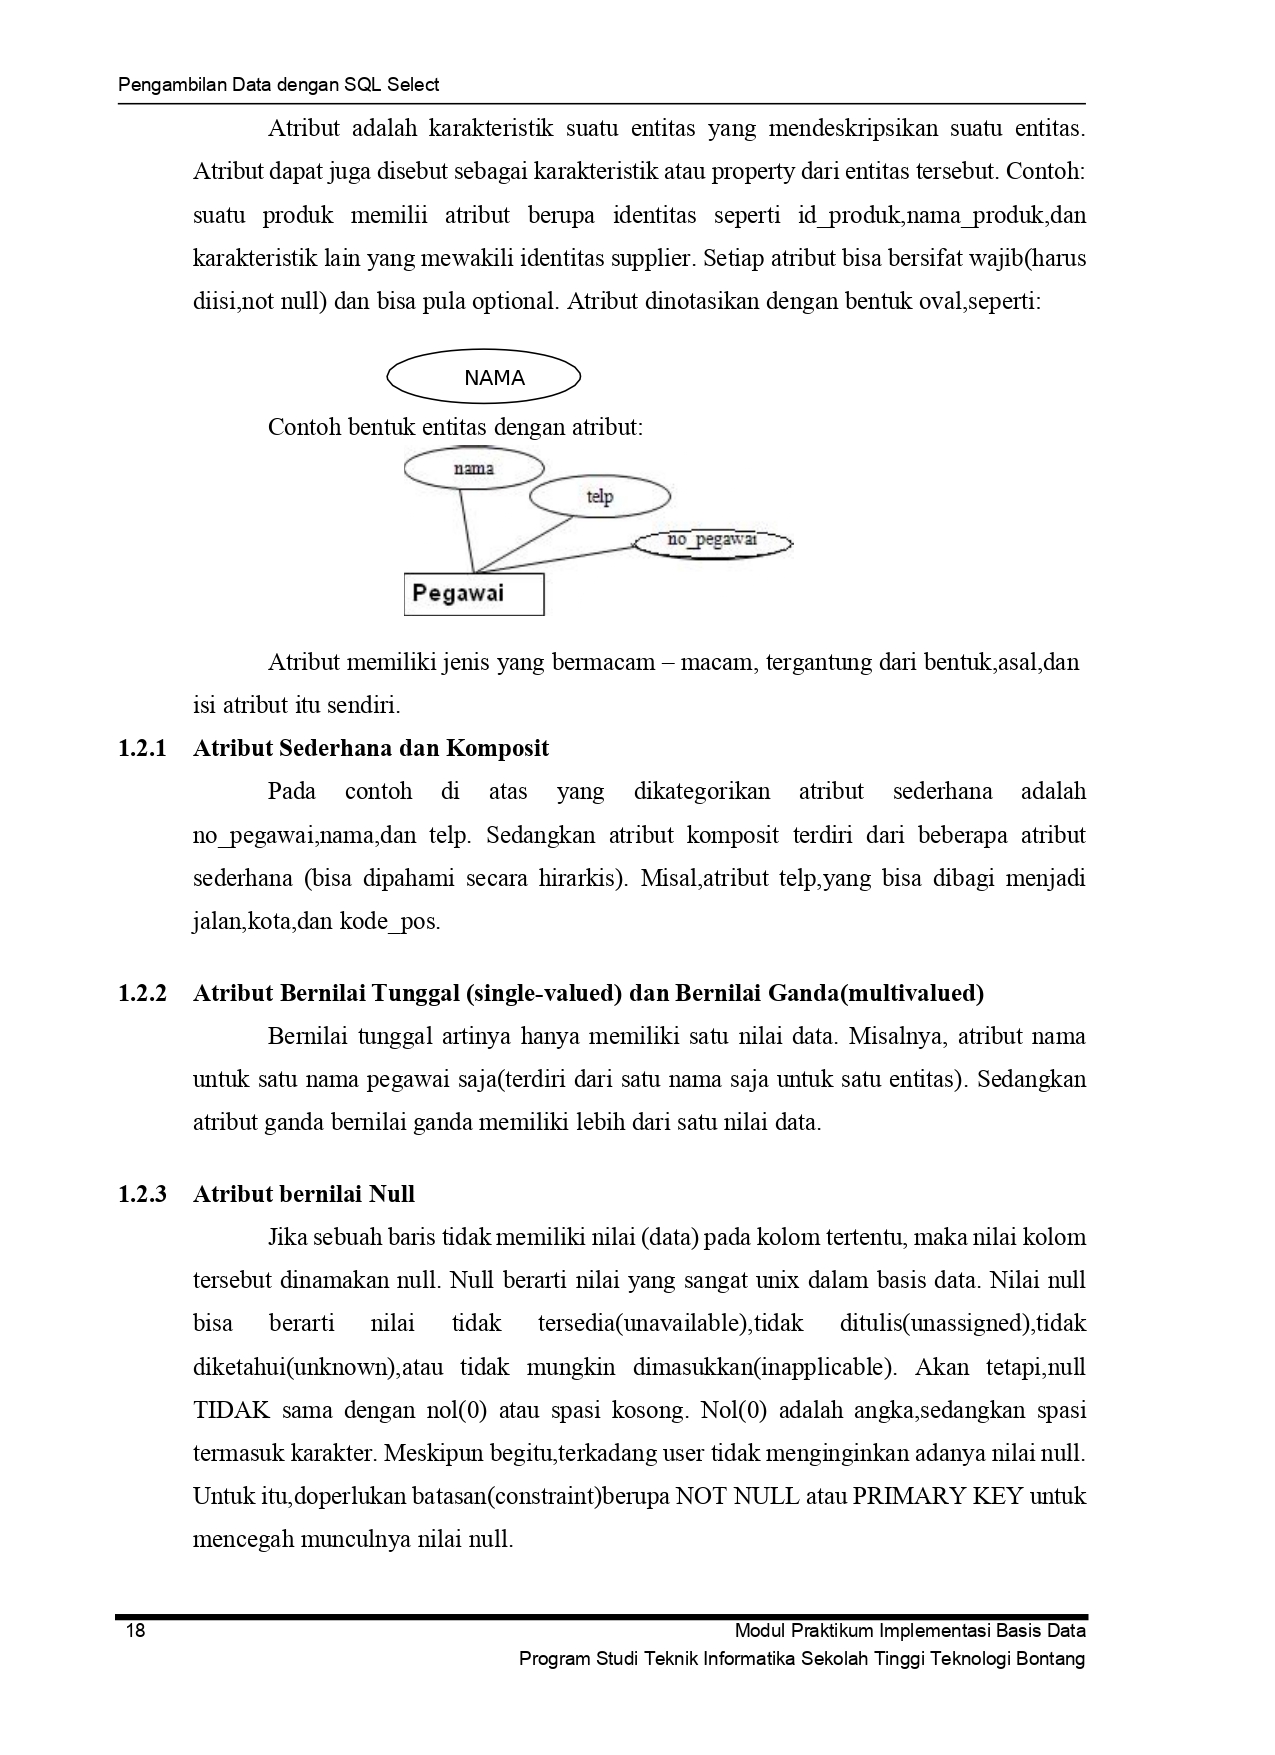 Pengambilan Data dengan SQL Select
Atribut adalah karakteristik suatu entitas yang mendeskripsikan suatu entitas.
Atribut dapat juga disebut sebagai karakteristik atau property dari entitas tersebut. Contoh:
suatu produk memilii atribut berupa identitas seperti id_produk,nama_produk,dan
karakteristik lain yang mewakili identitas supplier. Setiap atribut bisa bersifat wajib(harus
diisi,not null) dan bisa pula optional. Atribut dinotasikan dengan bentuk oval,seperti:
NAMA
Contoh bentuk entitas dengan atribut:
nama
telp
no_pegawai
Pegawai
Atribut memiliki jenis yang bermacam – macam, tergantung dari bentuk,asal,dan
isi atribut itu sendiri.
1.2.1 Atribut Sederhana dan Komposit
Pada contoh di atas yang dikategorikan atribut sederhana adalah
no_pegawai,nama,dan telp. Sedangkan atribut komposit terdiri dari beberapa atribut
sederhana (bisa dipahami secara hirarkis). Misal,atribut telp,yang bisa dibagi menjadi
jalan,kota,dan kode_pos.
1.2.2 Atribut Bernilai Tunggal (single-valued) dan Bernilai Ganda(multivalued)
Bernilai tunggal artinya hanya memiliki satu nilai data. Misalnya, atribut nama
untuk satu nama pegawai saja(terdiri dari satu nama saja untuk satu entitas). Sedangkan
atribut ganda bernilai ganda memiliki lebih dari satu nilai data.
1.2.3 Atribut bernilai Null
Jika sebuah baris tidak memiliki nilai (data) pada kolom tertentu, maka nilai kolom
tersebut dinamakan null. Null berarti nilai yang sangat unix dalam basis data. Nilai null
bisa berarti nilai tidak tersedia(unavailable),tidak ditulis(unassigned),tidak
diketahui(unknown),atau tidak mungkin dimasukkan(inapplicable). Akan tetapi,null
TIDAK sama dengan nol(0) atau spasi kosong. Nol(0) adalah angka,sedangkan spasi
termasuk karakter. Meskipun begitu,terkadang user tidak menginginkan adanya nilai null.
Untuk itu,doperlukan batasan(constraint)berupa NOT NULL atau PRIMARY KEY untuk
mencegah munculnya nilai null.
18 Modul Praktikum Implementasi Basis Data
Program Studi Teknik Informatika Sekolah Tinggi Teknologi Bontang